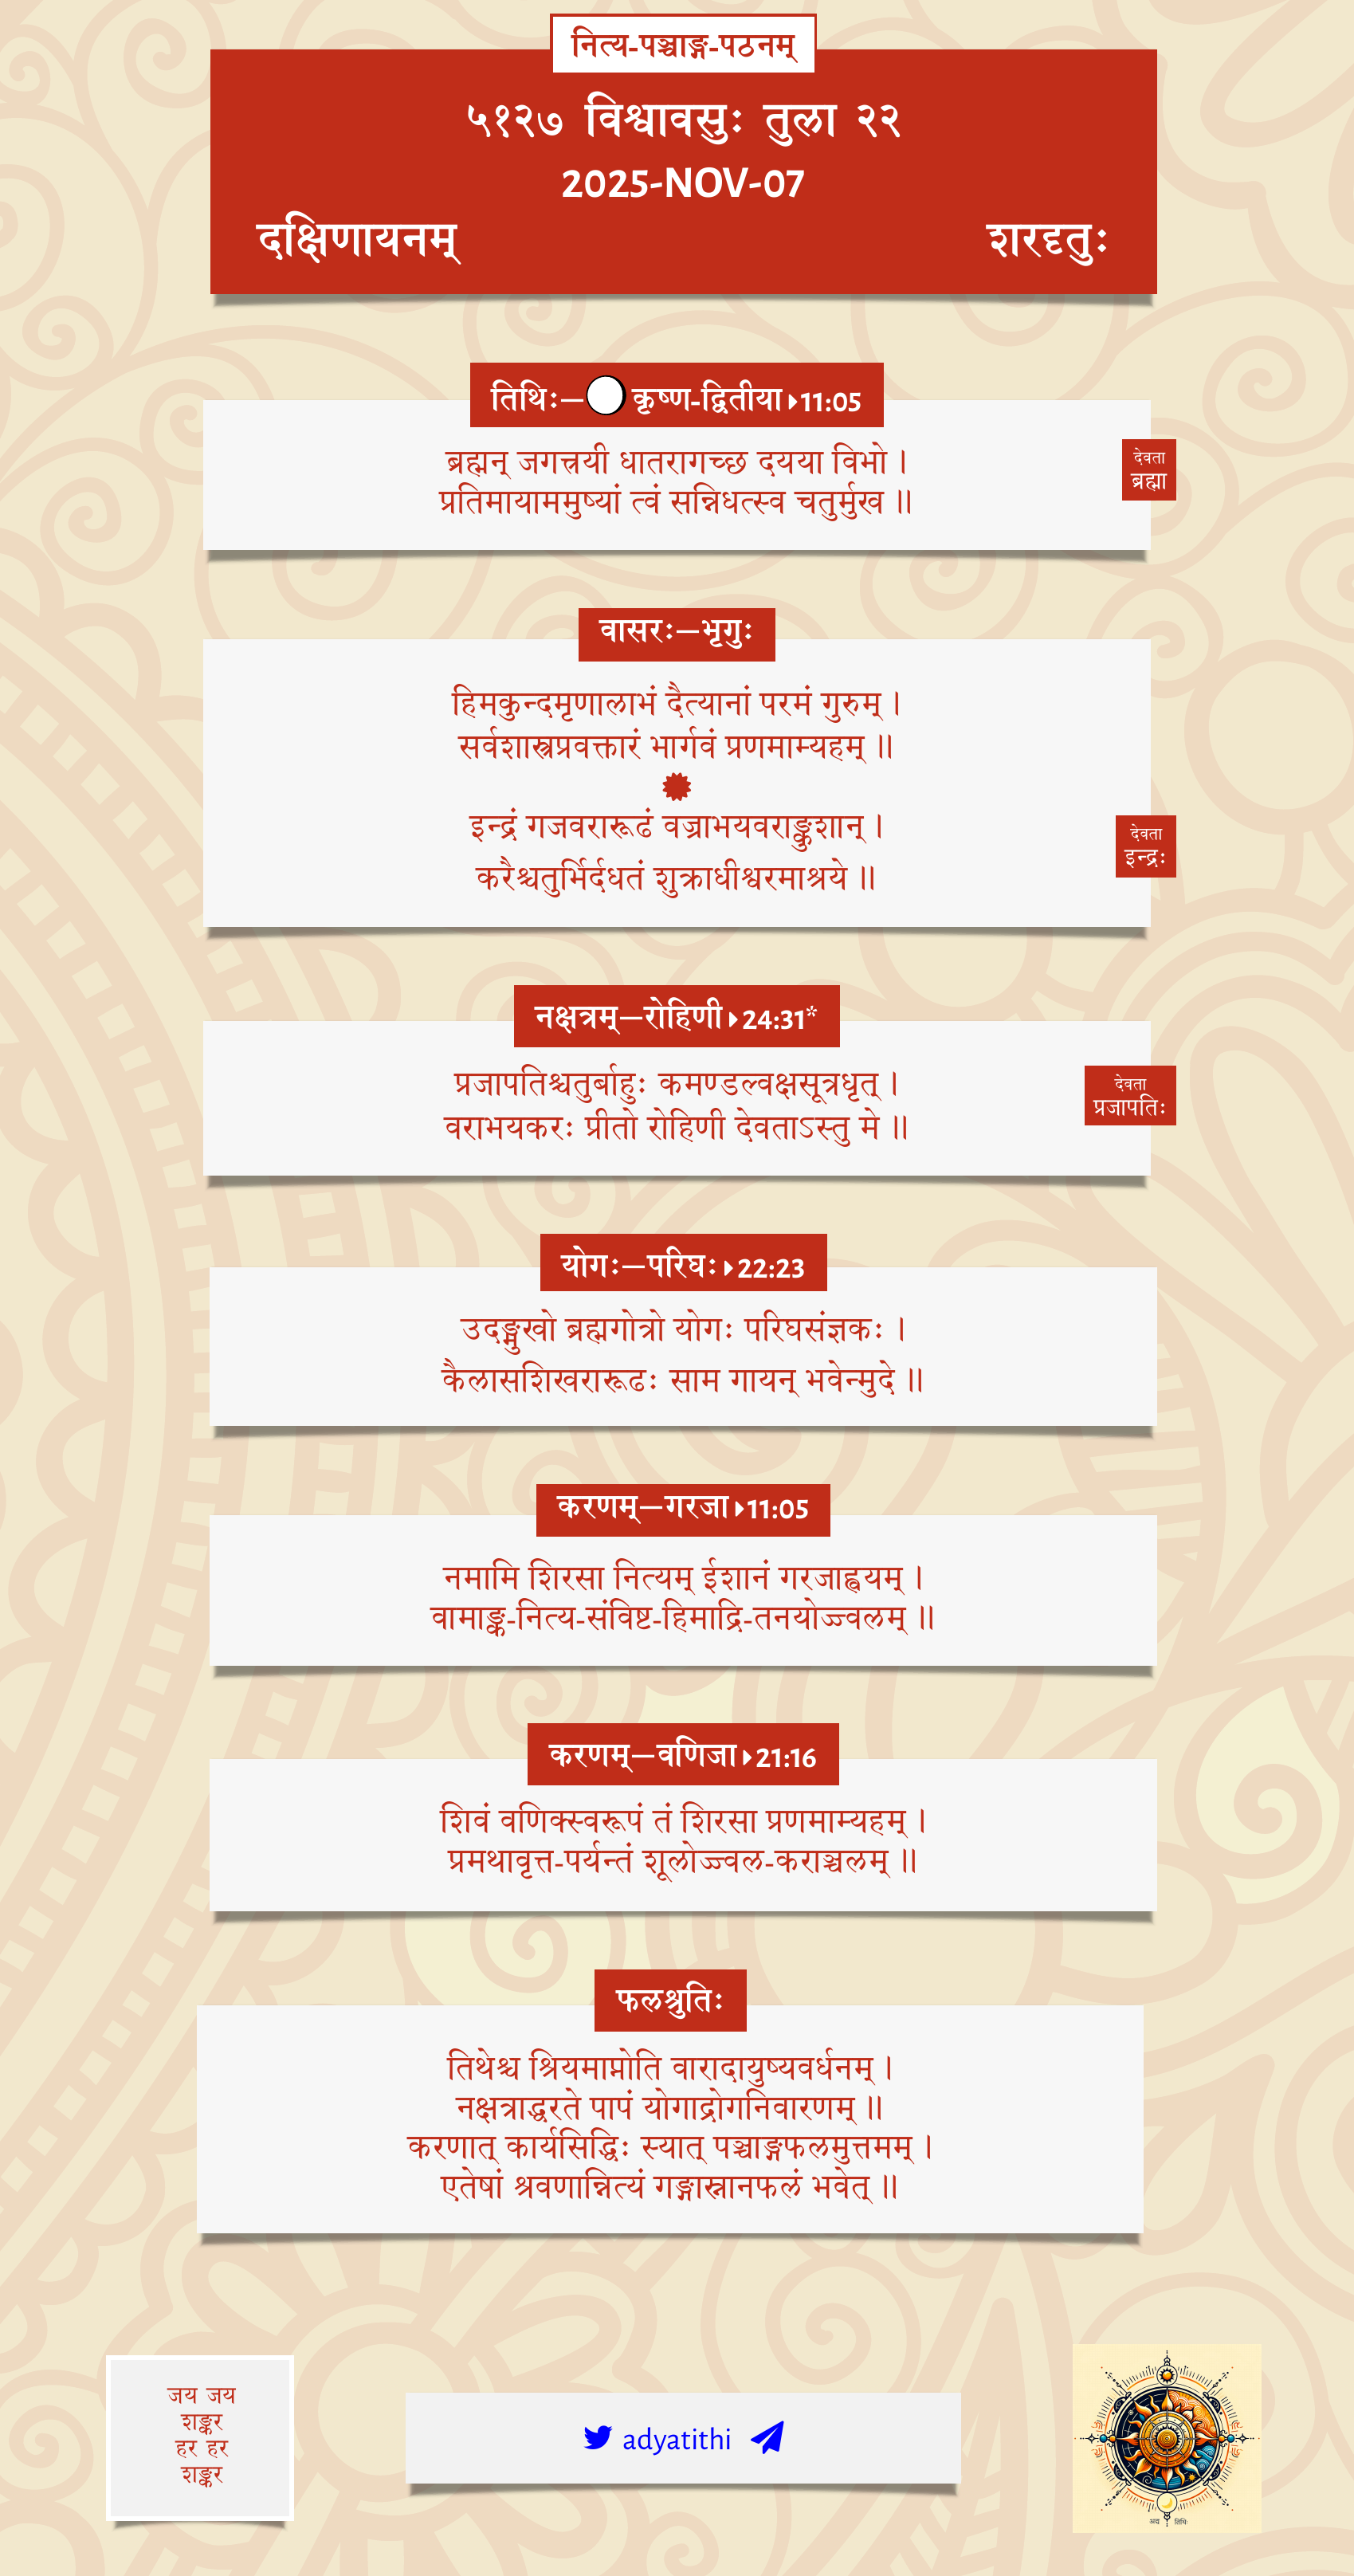 नित्य-पञ्चाङ्ग-पठनम्
५१२७ विश्वावसुः तुला २२
2025-NOV-07
दक्षिणायनम् शरदृतुः
तिथिः—कृष्ण-द्वितीया 11:05
ब्रह्मन् जगत्त्रयी धातरागच्छ दयया विभो ।
प्रतिमायाममुष्यां त्वं सन्निधत्स्व चतुर्मुख ॥
देवता
ब्रह्मा
वासरः—भृगुः
हिमकुन्दमृणालाभं दैत्यानां परमं गुरुम् ।
सर्वशास्त्रप्रवक्तारं भार्गवं प्रणमाम्यहम् ॥
इन्द्रं गजवरारूढं वज्राभयवराङ्कुशान् ।
करैश्चतुर्भिर्दधतं शुक्राधीश्वरमाश्रये ॥
देवता
इन्द्रः
नक्षत्रम्—रोहिणी 24:31*
प्रजापतिश्चतुर्बाहुः कमण्डल्वक्षसूत्रधृत् ।
वराभयकरः प्रीतो रोहिणी देवताऽस्तु मे ॥
देवता
प्रजापतिः
योगः—परिघः 22:23
उदङ्मुखो ब्रह्मगोत्रो योगः परिघसंज्ञकः ।
कैलासशिखरारूढः साम गायन् भवेन्मुदे ॥
करणम्—गरजा 11:05
नमामि शिरसा नित्यम् ईशानं गरजाह्वयम् ।
वामाङ्क-नित्य-संविष्ट-हिमाद्रि-तनयोज्ज्वलम् ॥
करणम्—वणिजा 21:16
शिवं वणिक्स्वरूपं तं शिरसा प्रणमाम्यहम् ।
प्रमथावृत्त-पर्यन्तं शूलोज्ज्वल-कराञ्चलम् ॥
फलश्रुतिः
तिथेश्च श्रियमाप्नोति वारादायुष्यवर्धनम् ।
नक्षत्राद्धरते पापं योगाद्रोगनिवारणम् ॥
करणात् कार्यसिद्धिः स्यात् पञ्चाङ्गफलमुत्तमम् ।
एतेषां श्रवणान्नित्यं गङ्गास्नानफलं भवेत् ॥
जय जय
शङ्कर
हर हर
शङ्कर
adyatithi
अद्य तिथिः